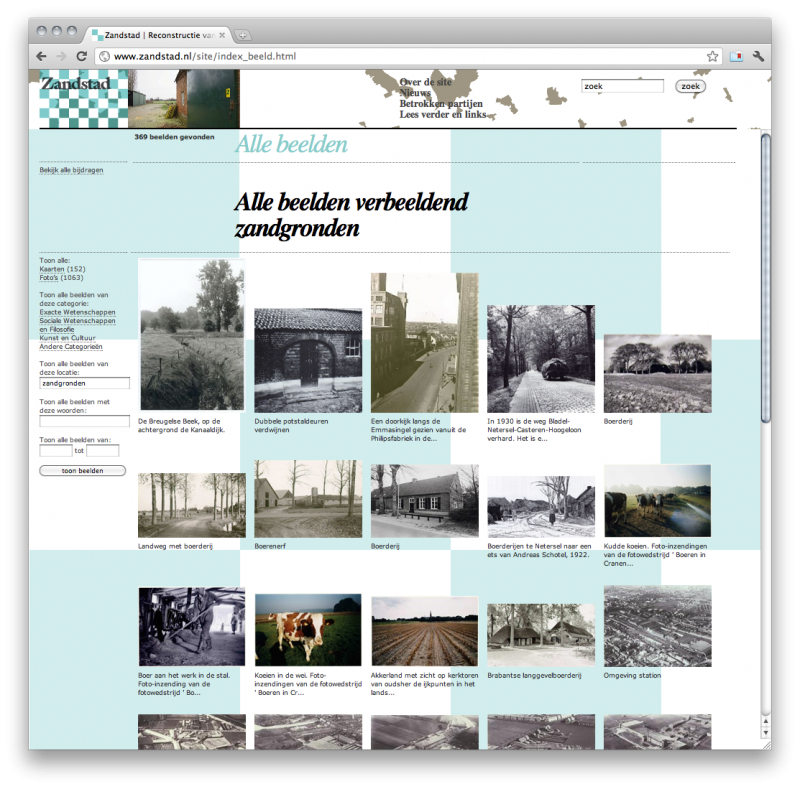 Zandstad | Reconstructie van
www.zandstad.nl/site/index_beeld.html
Zandstad
Over de site
Nieuws
Betrokken partijen
Lees verder en links
zoek
zoek
369 beelden gevonden
Alle beelden
Bekijk alle bijdragen
Alle beelden verbeeldend
zandgronden
Toon alle:
Kaarten (152)
Foto's (1063)
Toon alle beelden van
deze categorie:
Exacte Wetenschappen
Sociale Wetenschappen
en Filosofie
Kunst en Cultuur
Andere Categorieën
Toon alle beelden van
deze locatie:
zandgronden
Toon alle beelden met
deze woorden:
Toon alle beelden van:
tot
toon beelden
De Breugelse Beek, op de
achtergrond de Kanaaldijk.
Dubbele potstaldeuren
verdwijnen
Een doorkijk langs de
Emmasingel gezien vanuit de
Philipsfabriek in de...
In 1930 is de weg Bladel-
Netersel-Casteren-Hoogeloon
verhard. Het is e...
Boerderij
Landweg met boerderij
Boerenerf
Boerderij
Boerderijen te Netersel naar een
ets van Andreas Schotel, 1922.
Kudde koeien. Foto-inzendingen
van de fotowedstrijd ' Boeren in
Cranen...
Boer aan het werk in de stal.
Foto-inzending van de
fotowedstrijd ' Bo...
Koeien in de wei. Foto-
inzendingen van de fotowedstrijd
' Boeren in Cr...
Akkerland met zicht op kerktoren
van oudsher de ijkpunten in het
lands...
Brabantse langgevelboerderij
Omgeving station